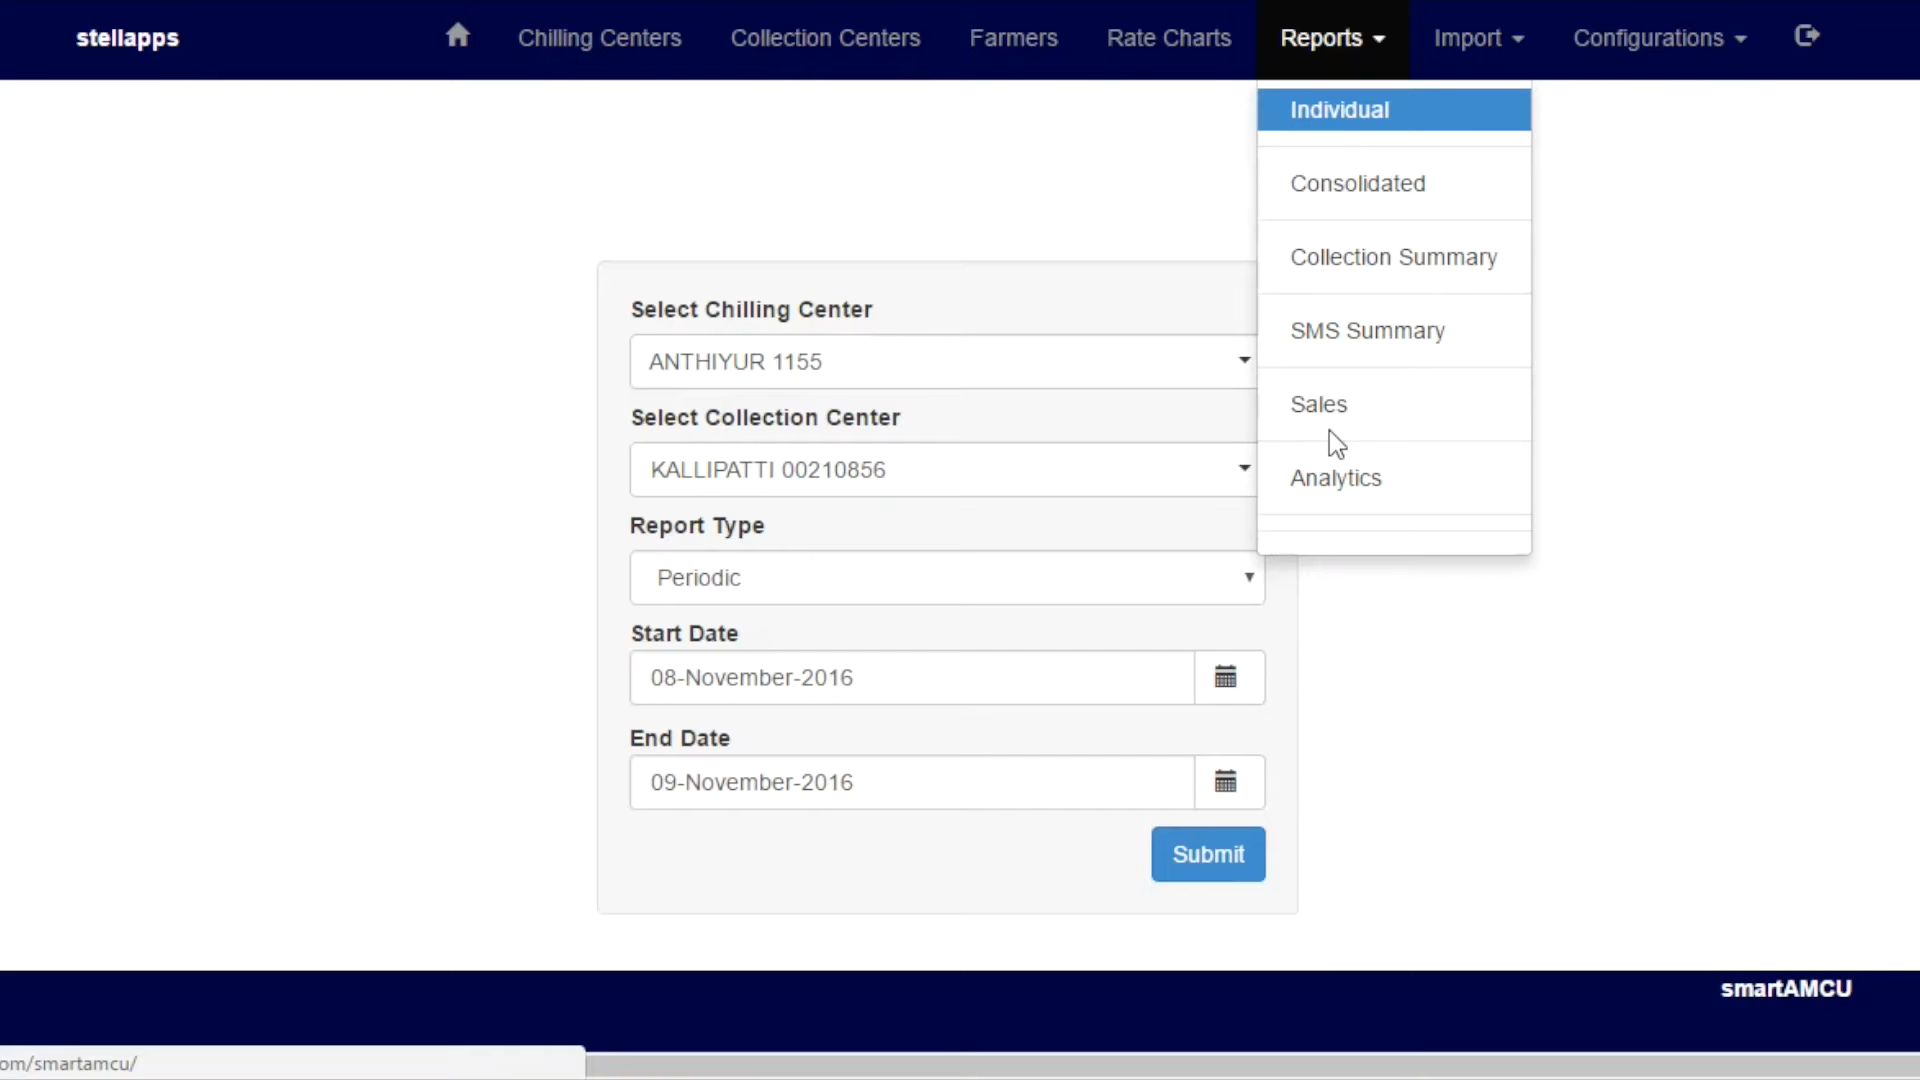 stellapps
Chilling Centers
Collection Centers
Farmers
Rate Charts
Reports
Import
Configurations
Individual
Consolidated
Collection Summary
SMS Summary
Sales
Analytics
Select Chilling Center
ANTHIYUR 1155
Select Collection Center
KALLIPATTI 00210856
Report Type
Periodic
Start Date
08-November-2016
End Date
09-November-2016
Submit
smartAMCU
om/smartamcu/